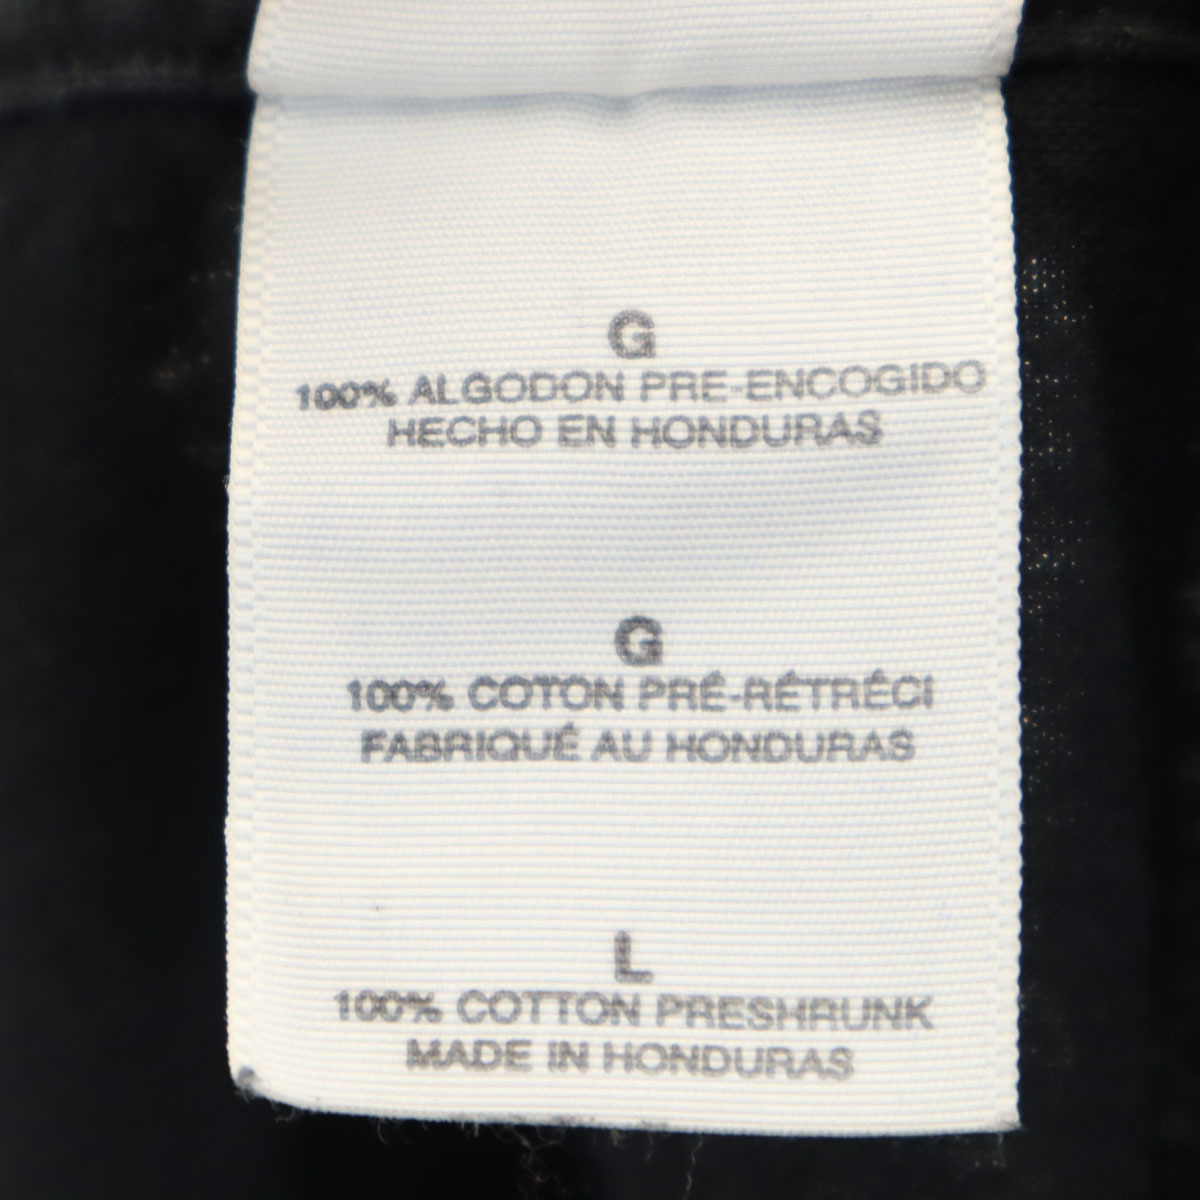 G
100% ALGODON PRE-ENCOGIDO
HECHO EN HONDURAS
G
100% COTON PRÉ-RÉTRÉCI
FABRIQUÉ AU HONDURAS
L
100% COTTON PRESHRUNK
MADE IN HONDURAS